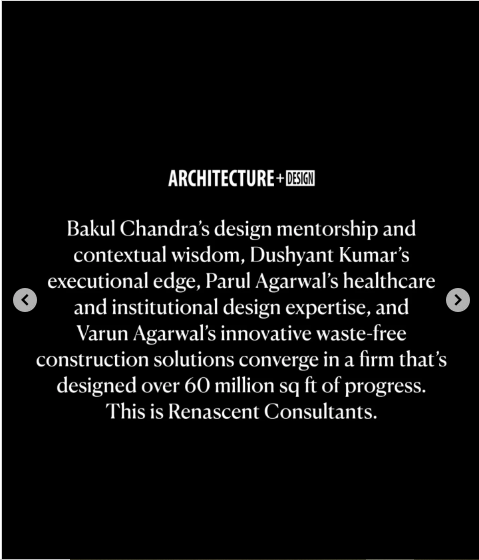 ARCHITECTURE+DESIGN
Bakul Chandra’s design mentorship and
contextual wisdom, Dushyant Kumar’s
executional edge, Parul Agarwal’s healthcare
and institutional design expertise, and
Varun Agarwal’s innovative waste-free
construction solutions converge in a firm that’s
designed over 60 million sq ft of progress.
This is Renascent Consultants.